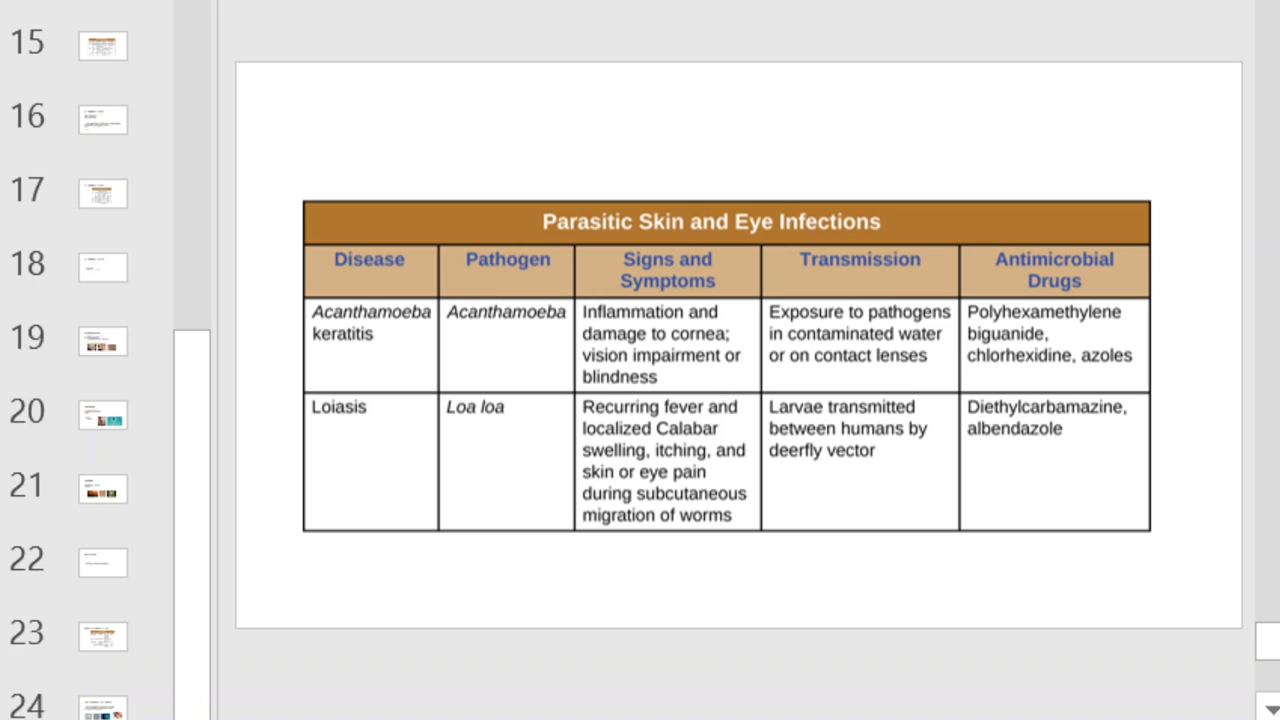 15
16
17
18
19
20
21
22
23
24
Parasitic Skin and Eye Infections
Disease
Pathogen
Signs and
Symptoms
Transmission
Antimicrobial
Drugs
Acanthamoeba
keratitis
Acanthamoeba
Inflammation and
damage to cornea;
vision impairment or
blindness
Exposure to pathogens
in contaminated water
or on contact lenses
Polyhexamethylene
biguanide,
chlorhexidine, azoles
Loiasis
Loa loa
Recurring fever and
localized Calabar
swelling, itching, and
skin or eye pain
during subcutaneous
migration of worms
Larvae transmitted
between humans by
deerfly vector
Diethylcarbamazine,
albendazole